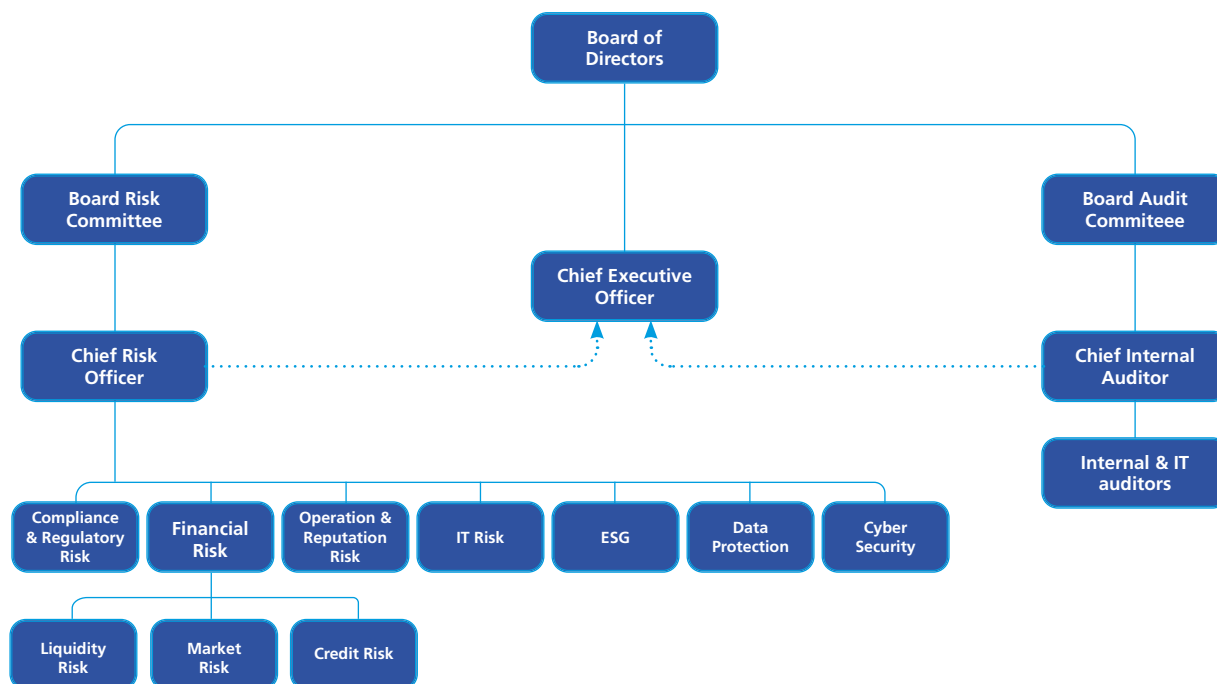 Board of
Directors
Board Risk
Committee
Board Audit
Commiteee
Chief Executive
Officer
Chief Risk
Officer
Chief Internal
Auditor
Internal & IT
auditors
Compliance
& Regulatory
Risk
Financial
Risk
Operation &
Reputation
Risk
IT Risk
ESG
Data
Protection
Cyber
Security
Liquidity
Risk
Market
Risk
Credit Risk